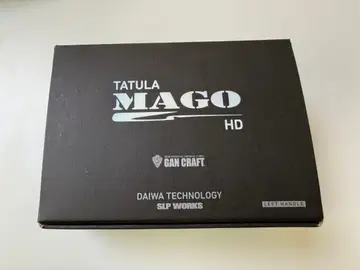 TATULA
MAGO
HD
GAN CRAFT
DAIWA TECHNOLOGY
SLP WORKS
LEFT HANDLE